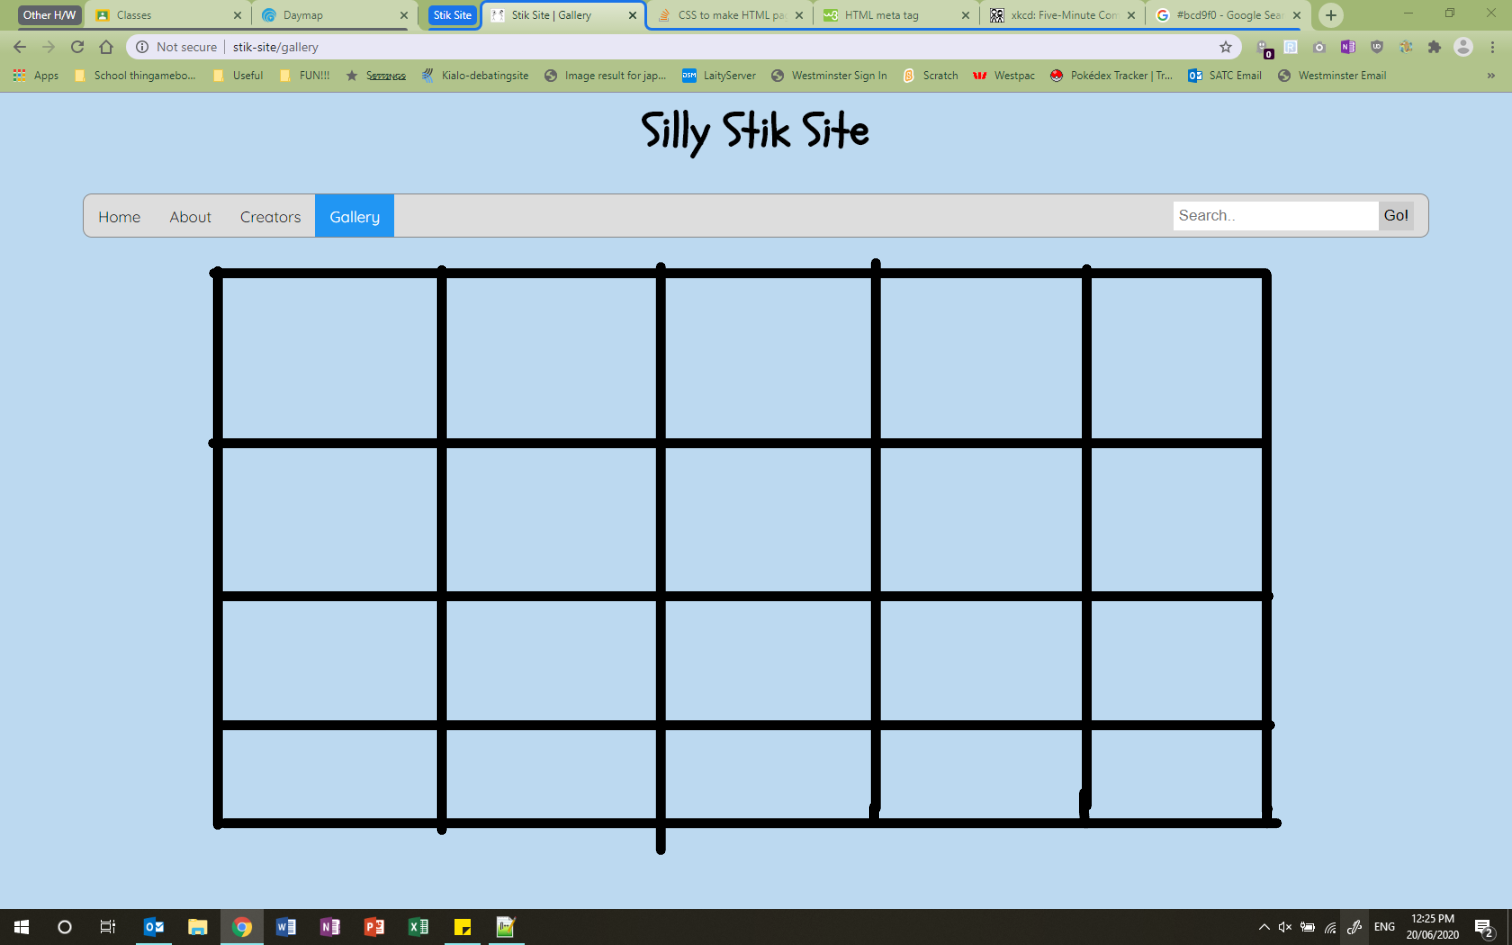 Other H/W Classes Daymap Stik Site Stik Site | Gallery CSS to make HTML pa HTML meta tag xkcd: Five-Minute Com #bcd9f0 - Google Sea
Not secure stik-site/gallery 0
Apps School thingamebo... Useful FUN!!! Kialo-debatingsite Image result for jap... DSM LaityServer Westminster Sign In Scratch Westpac Pokédex Tracker | Tr... SATC Email Westminster Email »
Silly Stik Site
Home About Creators Gallery Search.. Go!
ENG 12:25 PM
20/06/2020 2